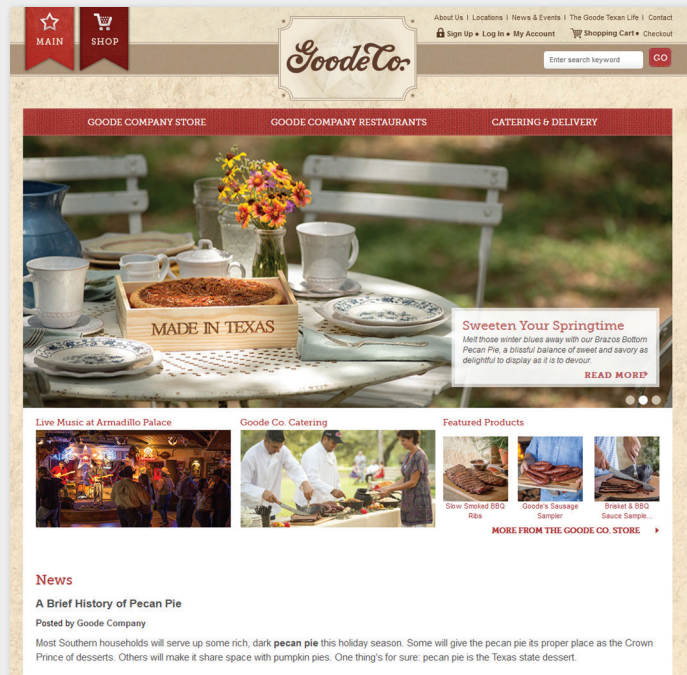 MAIN
SHOP
Goode Co.
About Us | Locations | News & Events | The Goode Texan Life | Contact
Sign Up • Log In • My Account Shopping Cart • Checkout
Enter search keyword GO
GOODE COMPANY STORE GOODE COMPANY RESTAURANTS CATERING & DELIVERY
MADE IN TEXAS
Sweeten Your Springtime
Melt those winter blues away with our Brazos Bottom
Pecan Pie, a blissful balance of sweet and savory as
delightful to display as it is to devour.
READ MORE
Live Music at Armadillo Palace
Goode Co. Catering
Featured Products
Slow Smoked BBQ
Ribs
Goode's Sausage
Sampler
Brisket & BBQ
Sauce Sample...
MORE FROM THE GOODE CO. STORE
News
A Brief History of Pecan Pie
Posted by Goode Company
Most Southern households will serve up some rich, dark pecan pie this holiday season. Some will give the pecan pie its proper place as the Crown
Prince of desserts. Others will make it share space with pumpkin pies. One thing's for sure: pecan pie is the Texas state dessert.